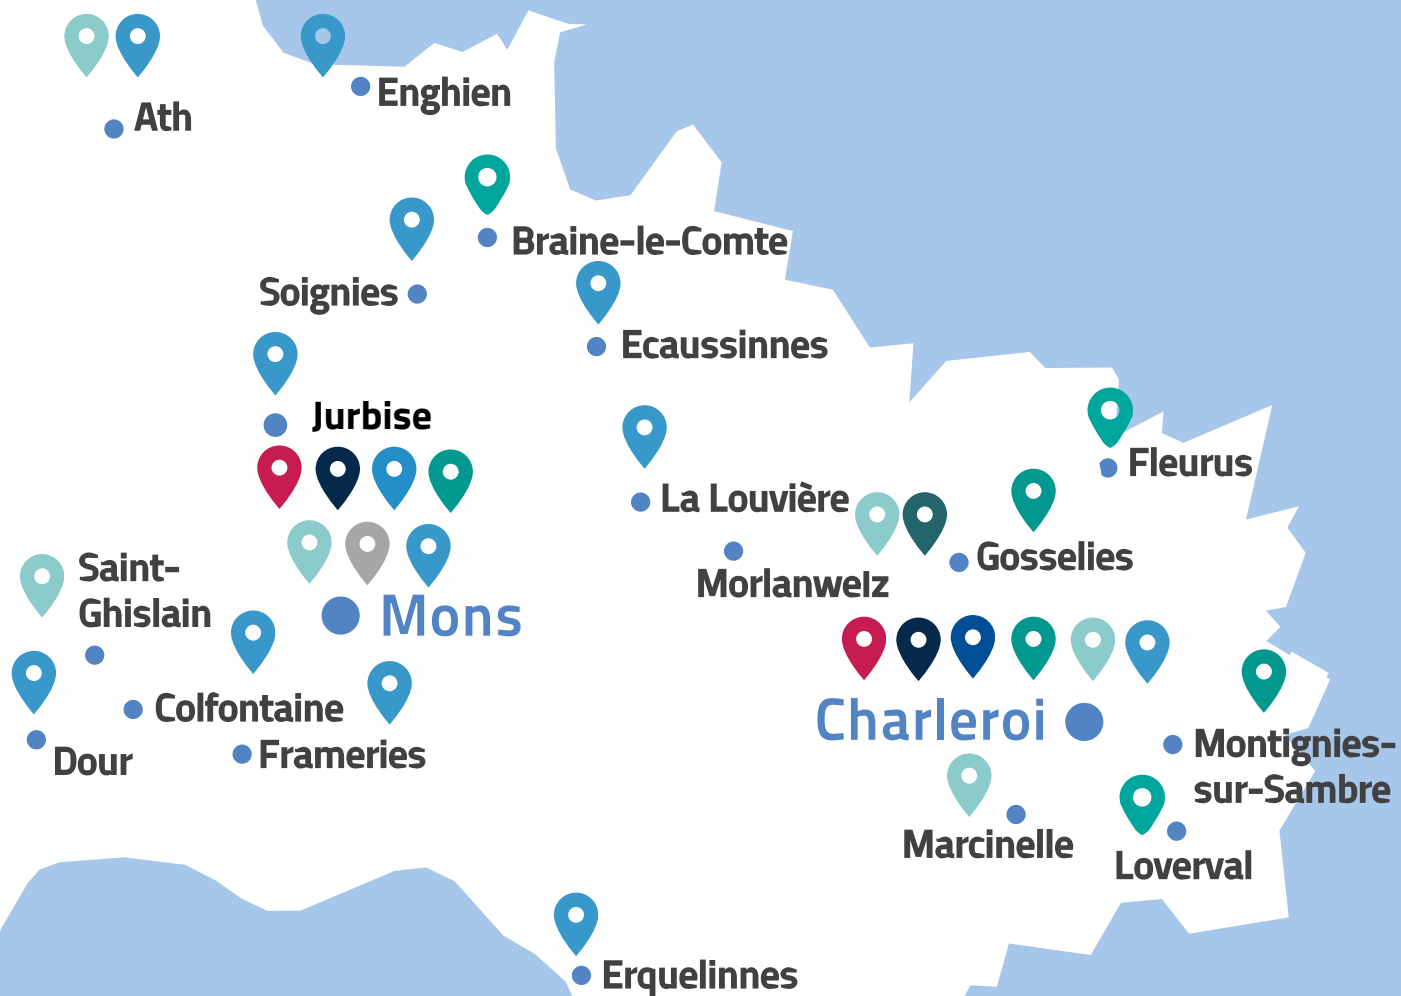 Enghien
Ath
Braine-le-Comte
Soignies
Ecaussinnes
Jurbise
Fleurus
La Louvière
Gosselies
Morlanwelz
Saint-
Ghislain
Mons
Colfontaine
Charleroi
Frameries
Dour
Montignies-
sur-Sambre
Marcinelle
Loverval
Erquelinnes